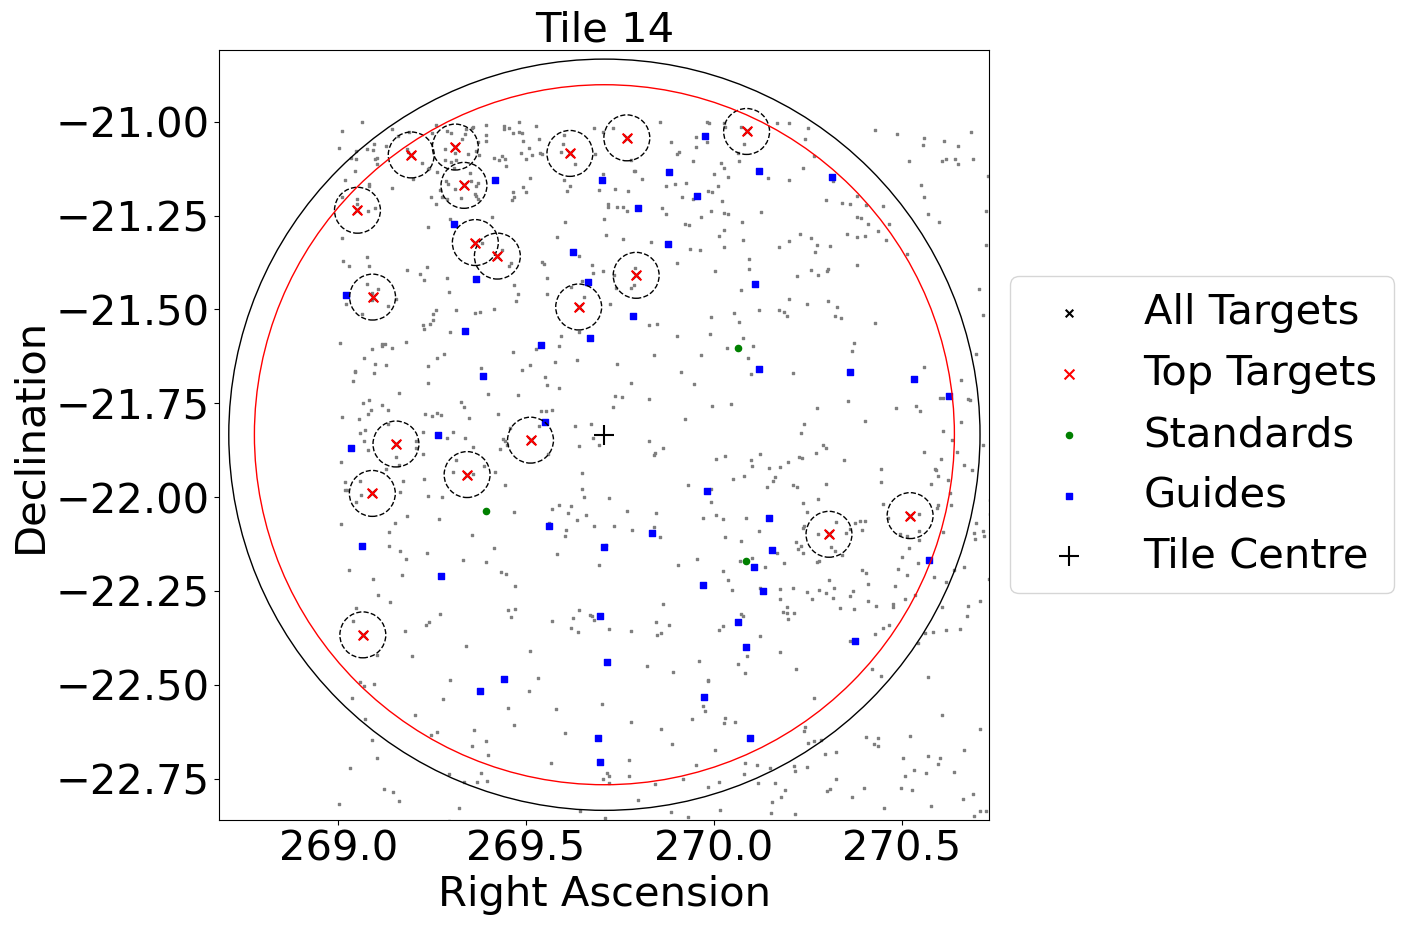 Tile 14
Declination
−21.00
−21.25
−21.50
−21.75
−22.00
−22.25
−22.50
−22.75
269.0
269.5
270.0
270.5
Right Ascension
All Targets
Top Targets
Standards
Guides
Tile Centre